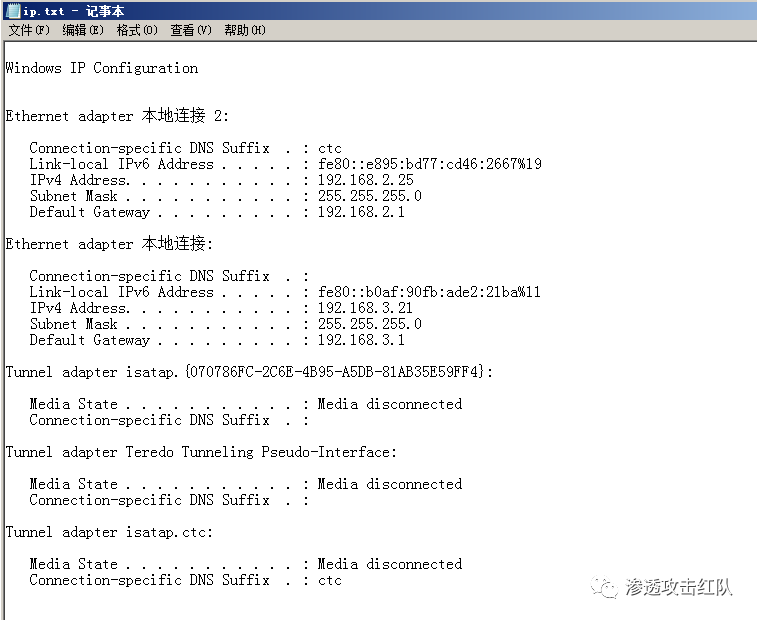 ip.txt - 记事本
文件(F) 编辑(E) 格式(O) 查看(V) 帮助(H)
Windows IP Configuration
Ethernet adapter 本地连接 2:
Connection-specific DNS Suffix . : ctc
Link-local IPv6 Address . . . . . : fe80::e895:bd77:cd46:2667%19
IPv4 Address. . . . . . . . . . . : 192.168.2.25
Subnet Mask . . . . . . . . . . . : 255.255.255.0
Default Gateway . . . . . . . . . : 192.168.2.1
Ethernet adapter 本地连接:
Connection-specific DNS Suffix . :
Link-local IPv6 Address . . . . . : fe80::b0af:90fb:ade2:21ba%11
IPv4 Address. . . . . . . . . . . : 192.168.3.21
Subnet Mask . . . . . . . . . . . : 255.255.255.0
Default Gateway . . . . . . . . . : 192.168.3.1
Tunnel adapter isatap.{070786FC-2C6E-4B95-A5DB-81AB35E59FF4}:
Media State . . . . . . . . . . . : Media disconnected
Connection-specific DNS Suffix . :
Tunnel adapter Teredo Tunneling Pseudo-Interface:
Media State . . . . . . . . . . . : Media disconnected
Connection-specific DNS Suffix . :
Tunnel adapter isatap.ctc:
Media State . . . . . . . . . . . : Media disconnected
Connection-specific DNS Suffix . : ctc
渗透攻击红队